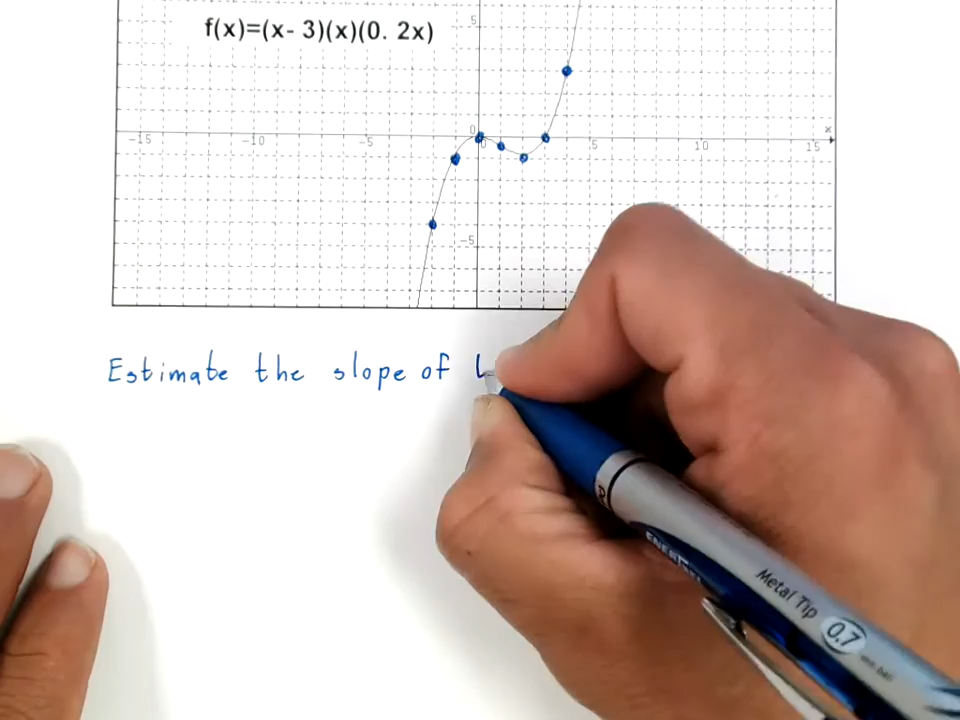 f(x)=(x- 3)(x)(0. 2x)
5
0
x
-15
-10
-5
0
5
10
15
-5
Estimate the slope of
Metal Tip
0,7